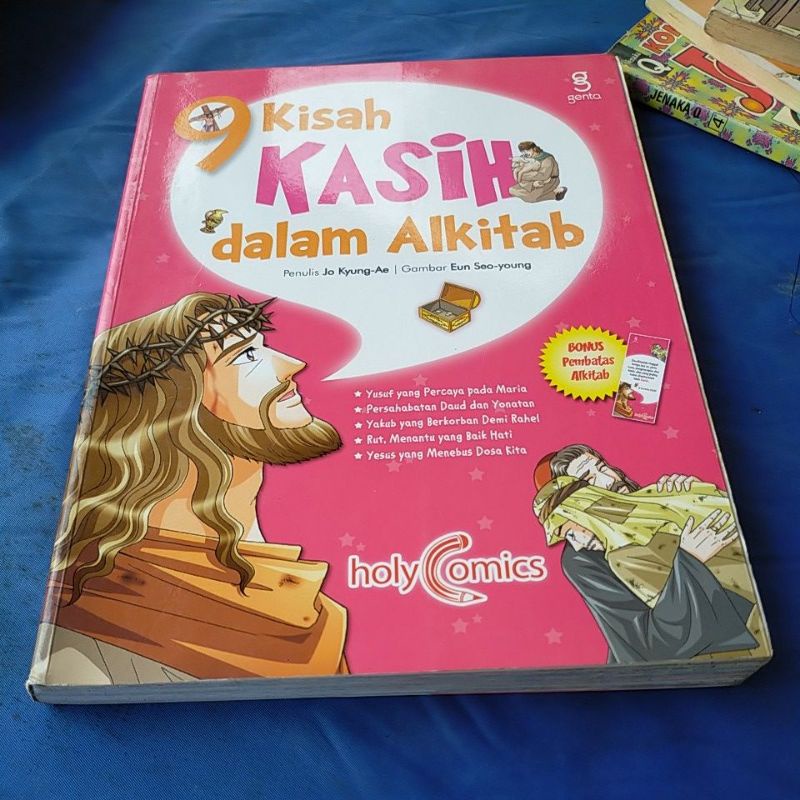 genta
9 Kisah
KASIH
dalam Alkitab
Penulis Jo Kyung-Ae | Gambar Eun Seo-young
BONUS
Pembatas
Alkitab
★ Yusuf yang Percaya pada Maria
★ Persahabatan Daud dan Yonatan
★ Yakub yang Berkorban Demi Rahel
★ Rut, Menantu yang Baik Hati
★ Yesus yang Menebus Dosa Kita
holyComics
JENAKA